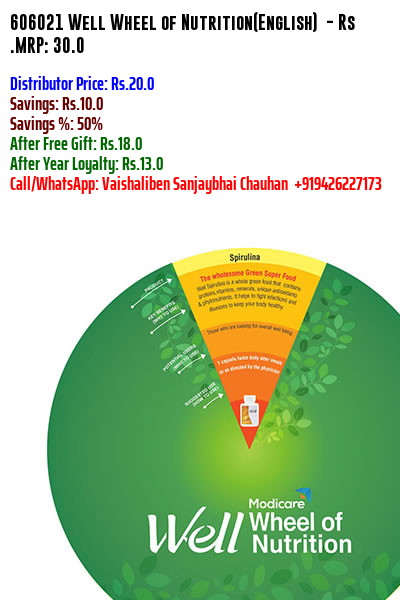 606021 Well Wheel of Nutrition(English) - Rs
.MRP: 30.0
Distributor Price: Rs.20.0
Savings: Rs.10.0
Savings %: 50%
After Free Gift: Rs.18.0
After Year Loyalty: Rs.13.0
Call/WhatsApp: Vaishaliben Sanjaybhai Chauhan +919426227173
Spirulina
The wholesome Green Super Food
Well Spirulina is a whole green food that contains
proteins, vitamins, minerals, unique antioxidants
& phytonutrients. It helps to fight infections and
diseases to keep your body healthy.
PRODUCT
KEY BENEFITS
(WHY TO USE)
Those who are looking for overall well being
POTENTIAL USERS
(WHO TO USE)
1 capsule twice daily after meals
or as directed by the physician
SUGGESTED USE
(HOW TO USE)
Modicare
Well Wheel of
Nutrition